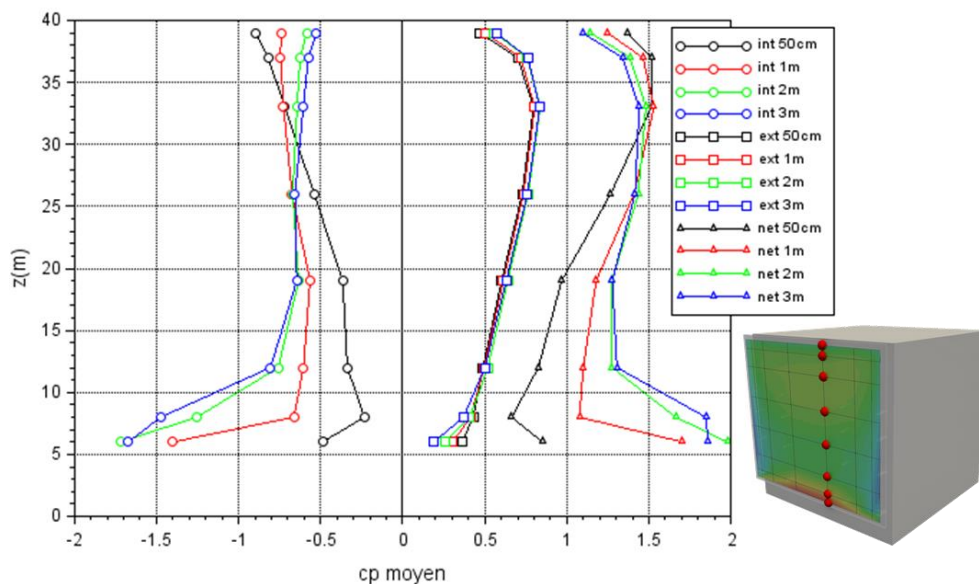 40
35
30
25
20
15
10
5
0
z(m)
-2
-1.5
-1
-0.5
0
0.5
1
1.5
2
cp moyen
int 50cm
int 1m
int 2m
int 3m
ext 50cm
ext 1m
ext 2m
ext 3m
net 50cm
net 1m
net 2m
net 3m